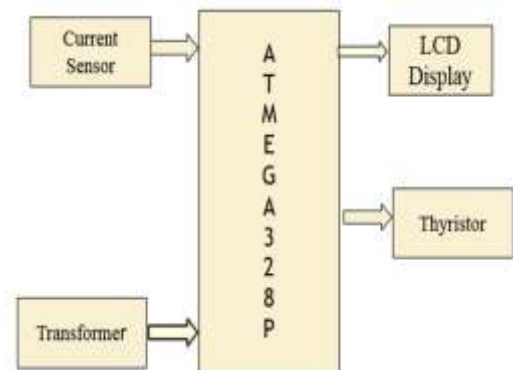 Current
Sensor
A
T
M
E
G
A
3
2
8
P
LCD
Display
Thyristor
Transformer